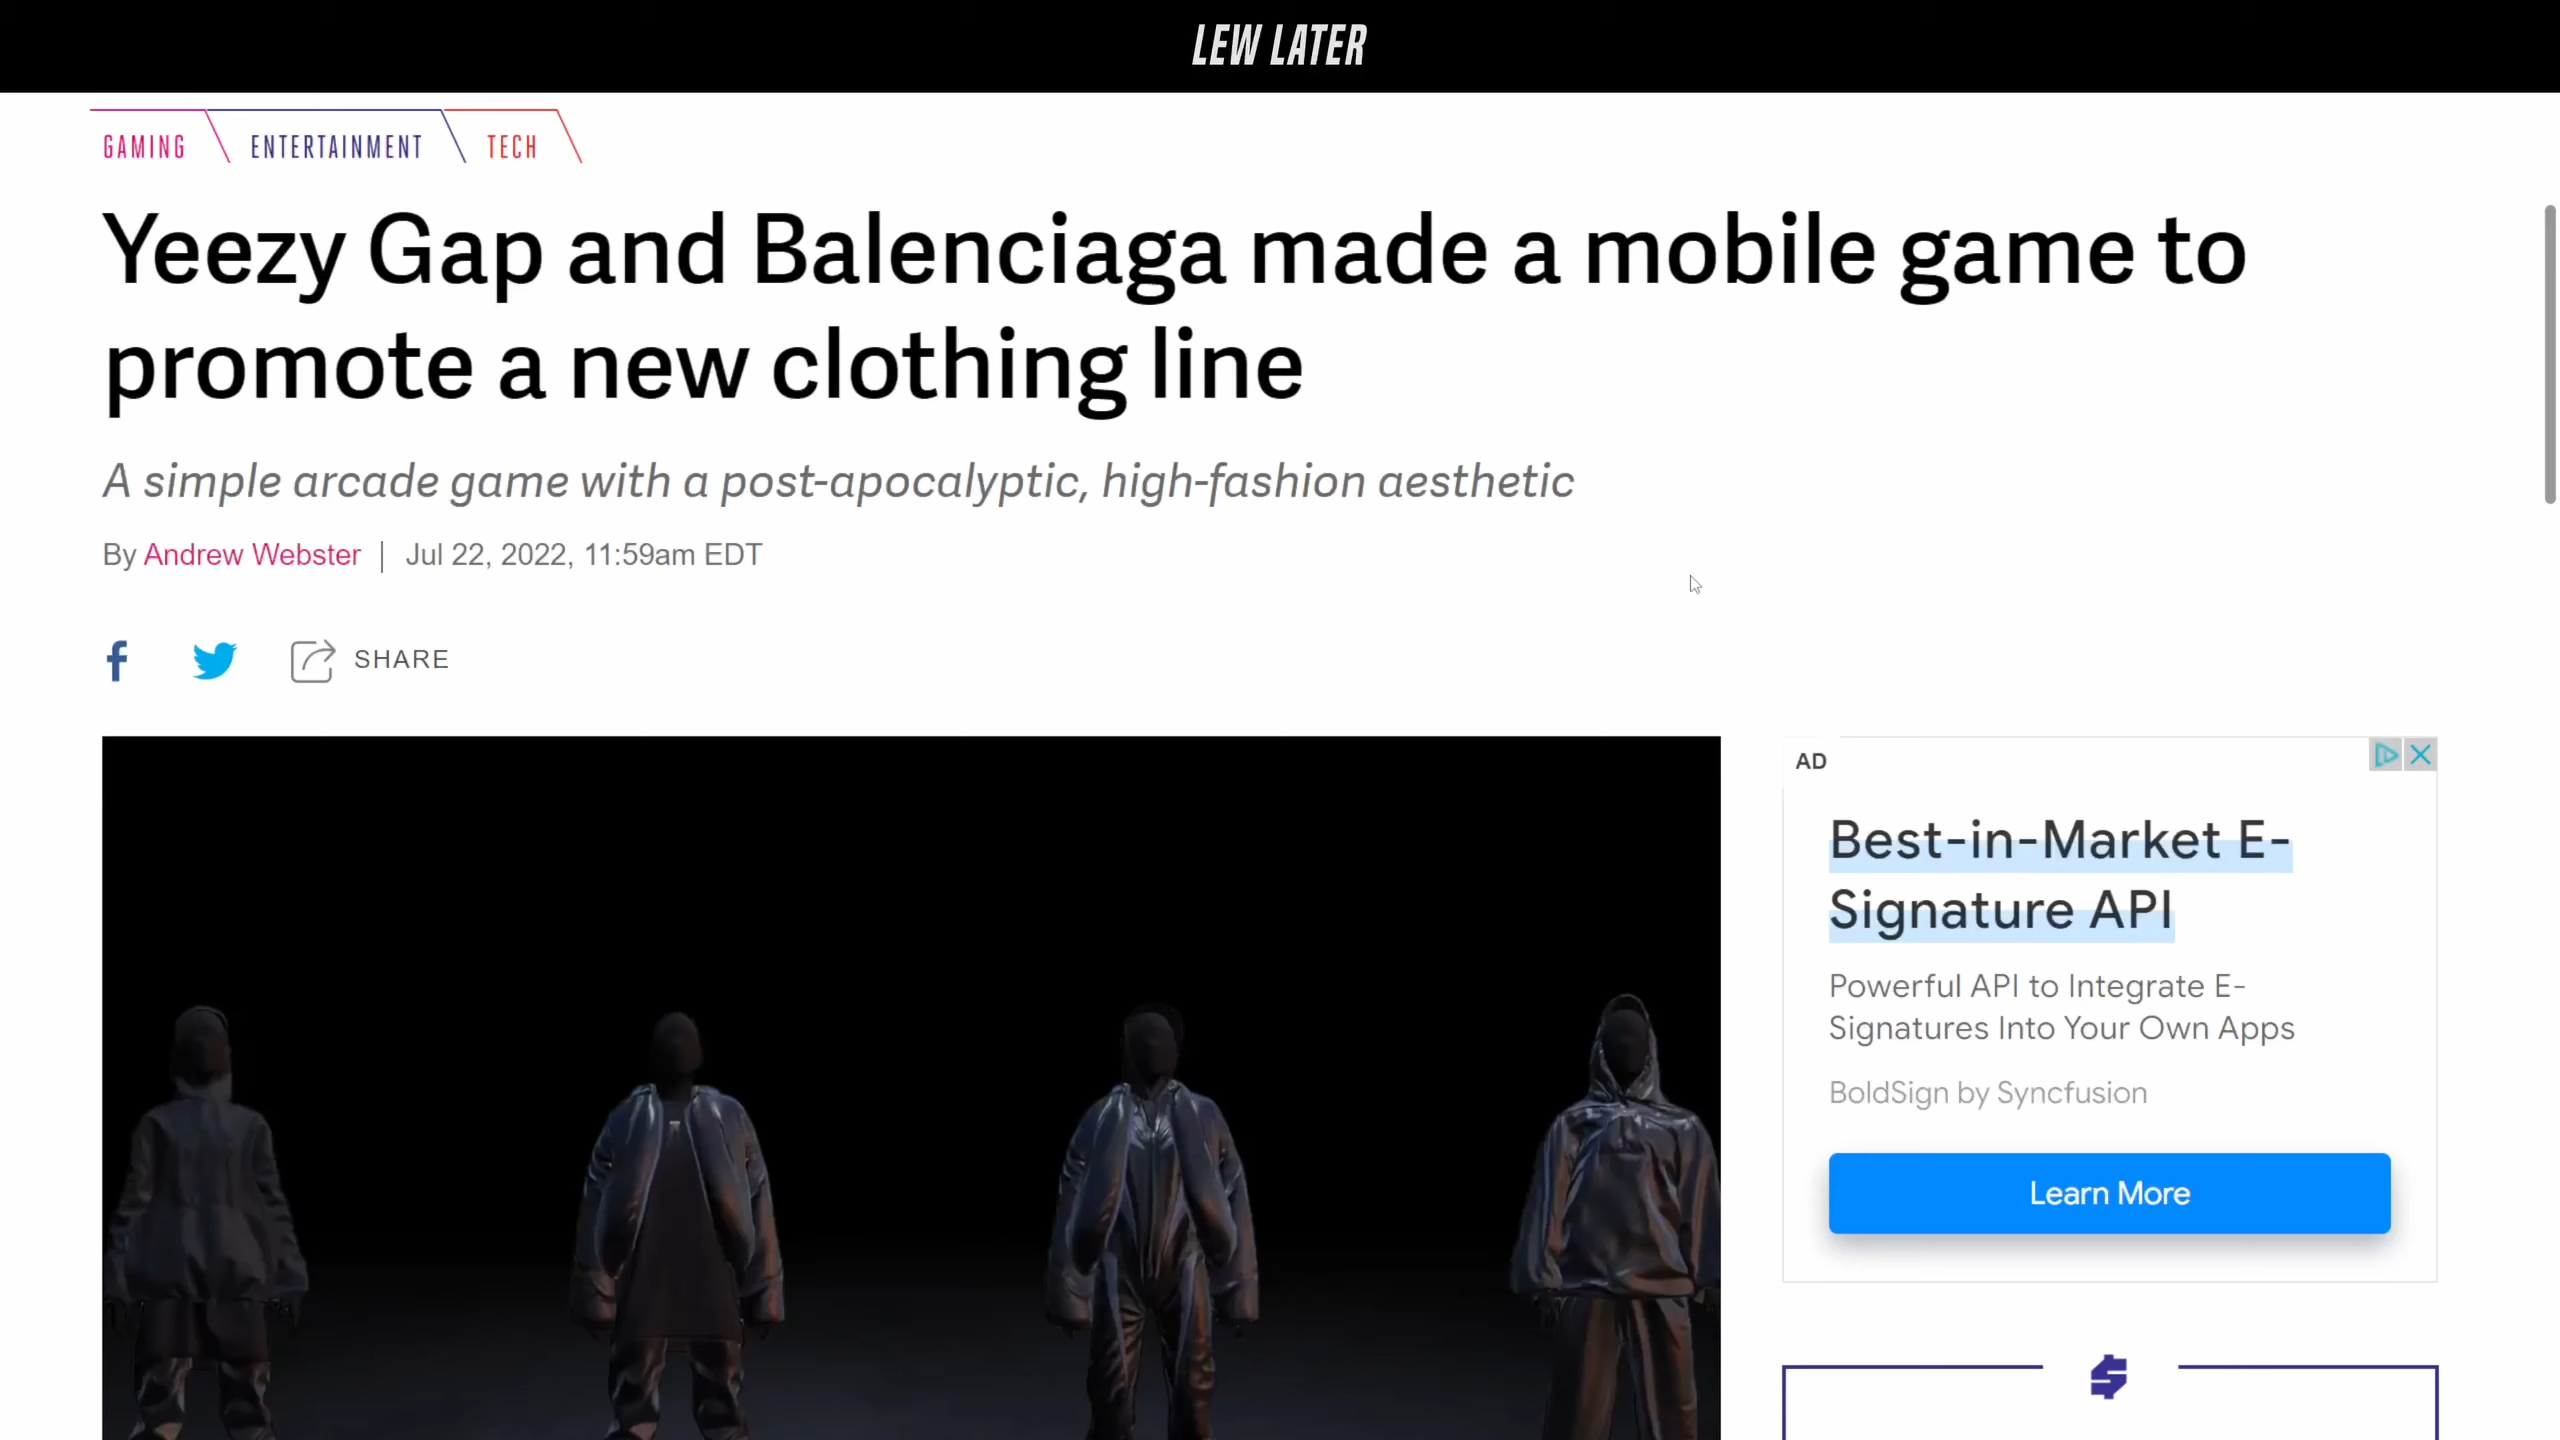 LEW LATER
GAMING ENTERTAINMENT TECH
Yeezy Gap and Balenciaga made a mobile game to
promote a new clothing line
A simple arcade game with a post-apocalyptic, high-fashion aesthetic
By Andrew Webster | Jul 22, 2022, 11:59am EDT
f SHARE
AD
Best-in-Market E-
Signature API
Powerful API to Integrate E-
Signatures Into Your Own Apps
BoldSign by Syncfusion
Learn More